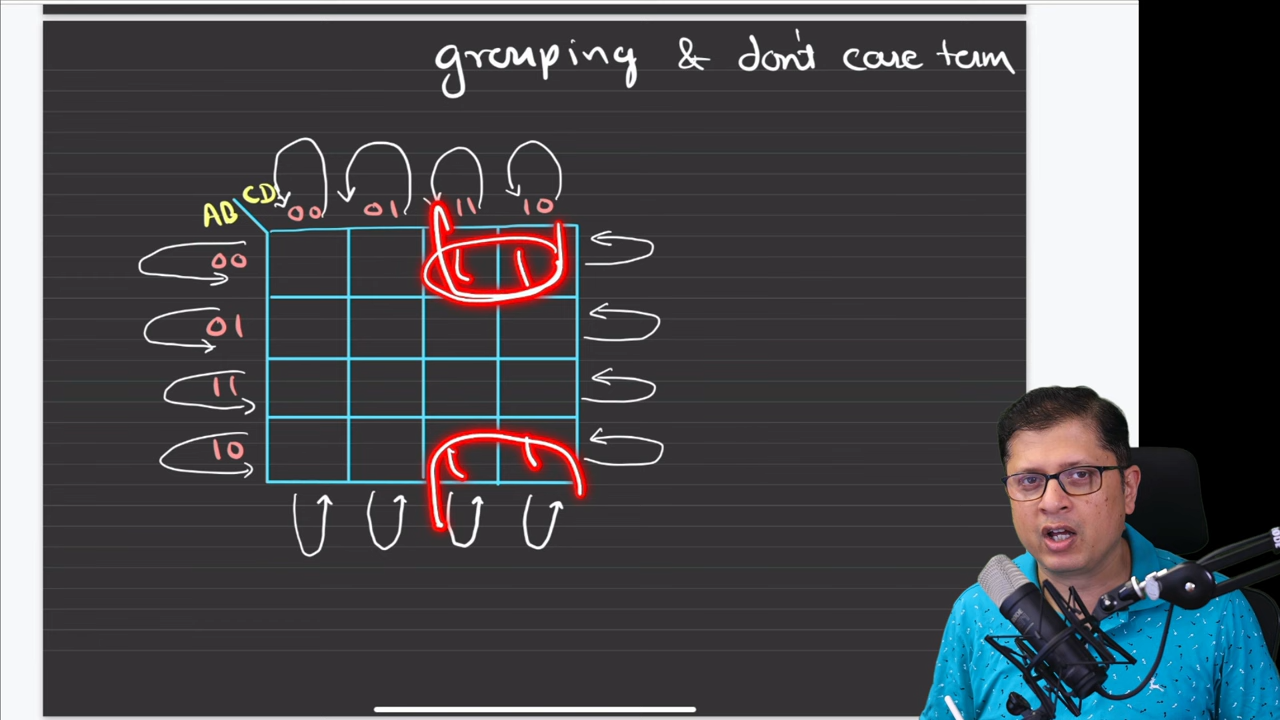 grouping & don't care term
CD
AB
00 01 11 10
00
1 1
01
11
10
1 1